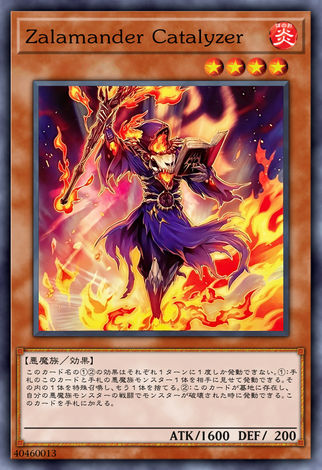 Zalamander Catalyzer
ほのお
炎
【悪魔族/効果】
このカード名の①②の効果はそれぞれ1ターンに1度しか発動できない。①:手
札のこのカードと手札の悪魔族モンスター1体を相手に見せて発動できる。そ
の内の1体を特殊召喚し、もう1体を捨てる。②:このカードが墓地に存在し、
自分の悪魔族モンスターの戦闘でモンスターが破壊された時に発動できる。こ
のカードを手札に加える。
ATK/1600 DEF/ 200
40460013